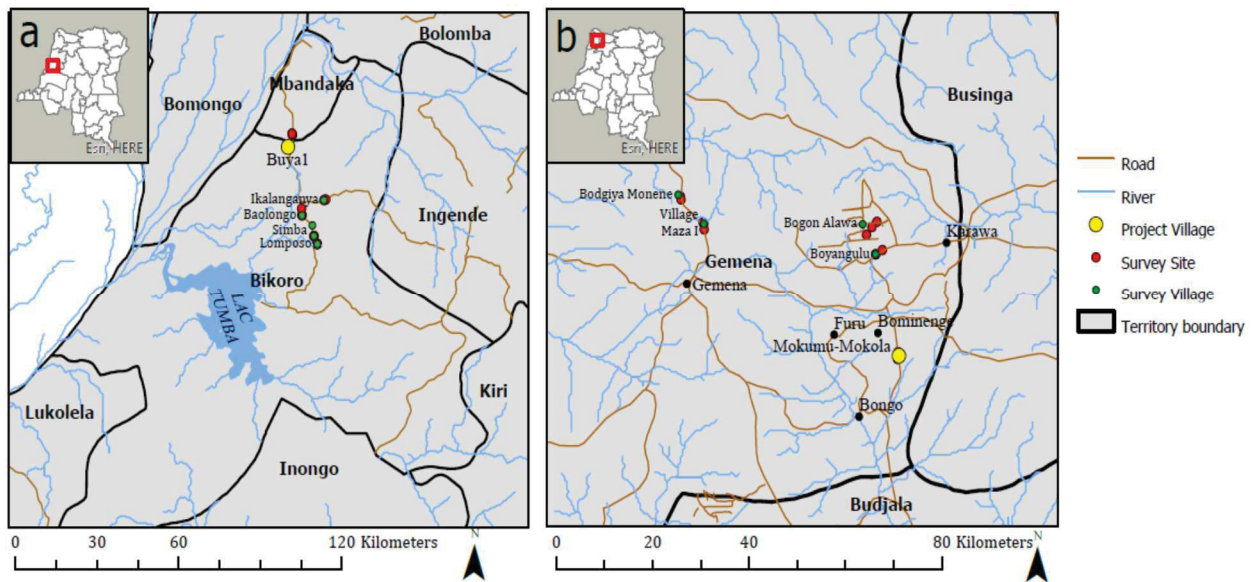 a
Esri, HERE
Bolomba
Mbandaka
Bomongo
Buya1
Ikalanganya
Baolongo
Simba
Lomposo
Ingende
Bikoro
LAC
TUMBA
Kiri
Lukolela
Inongo
0 30 60 120 Kilometers
N
b
Esri, HERE
Businga
Bodgiya Monene
Village
Maza I
Bogon Alawa
Karawa
Boyangulu
Gemena
Gemena
Furu
Bominenge
Mokumu-Mokola
Bongo
Budjala
0 20 40 80 Kilometers
N
Road
River
Project Village
Survey Site
Survey Village
Territory boundary